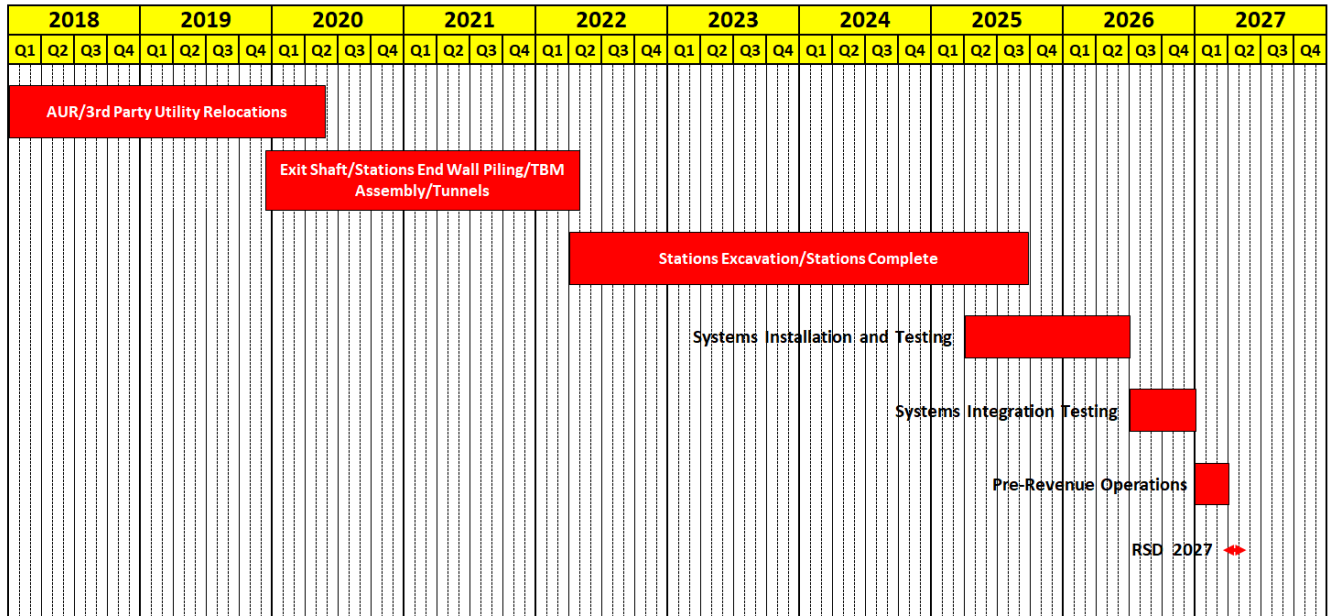 2018 2019 2020 2021 2022 2023 2024 2025 2026 2027
Q1 Q2 Q3 Q4 Q1 Q2 Q3 Q4 Q1 Q2 Q3 Q4 Q1 Q2 Q3 Q4 Q1 Q2 Q3 Q4 Q1 Q2 Q3 Q4 Q1 Q2 Q3 Q4 Q1 Q2 Q3 Q4 Q1 Q2 Q3 Q4 Q1 Q2 Q3 Q4
AUR/3rd Party Utility Relocations
Exit Shaft/Stations End Wall Piling/TBM
Assembly/Tunnels
Stations Excavation/Stations Complete
Systems Installation and Testing
Systems Integration Testing
Pre-Revenue Operations
RSD 2027